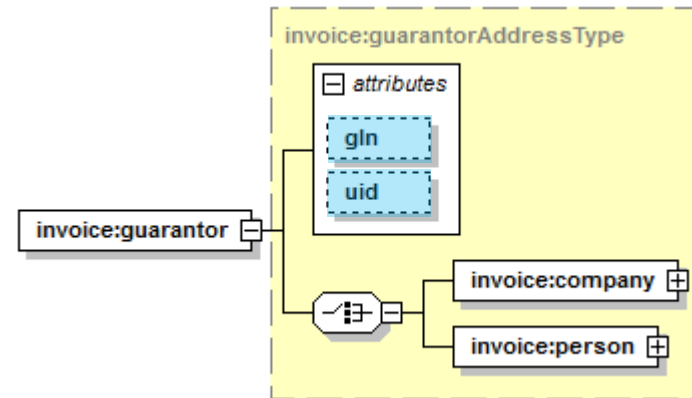 invoice:guarantorAddressType
attributes
gln
uid
invoice:guarantor
invoice:company
invoice:person